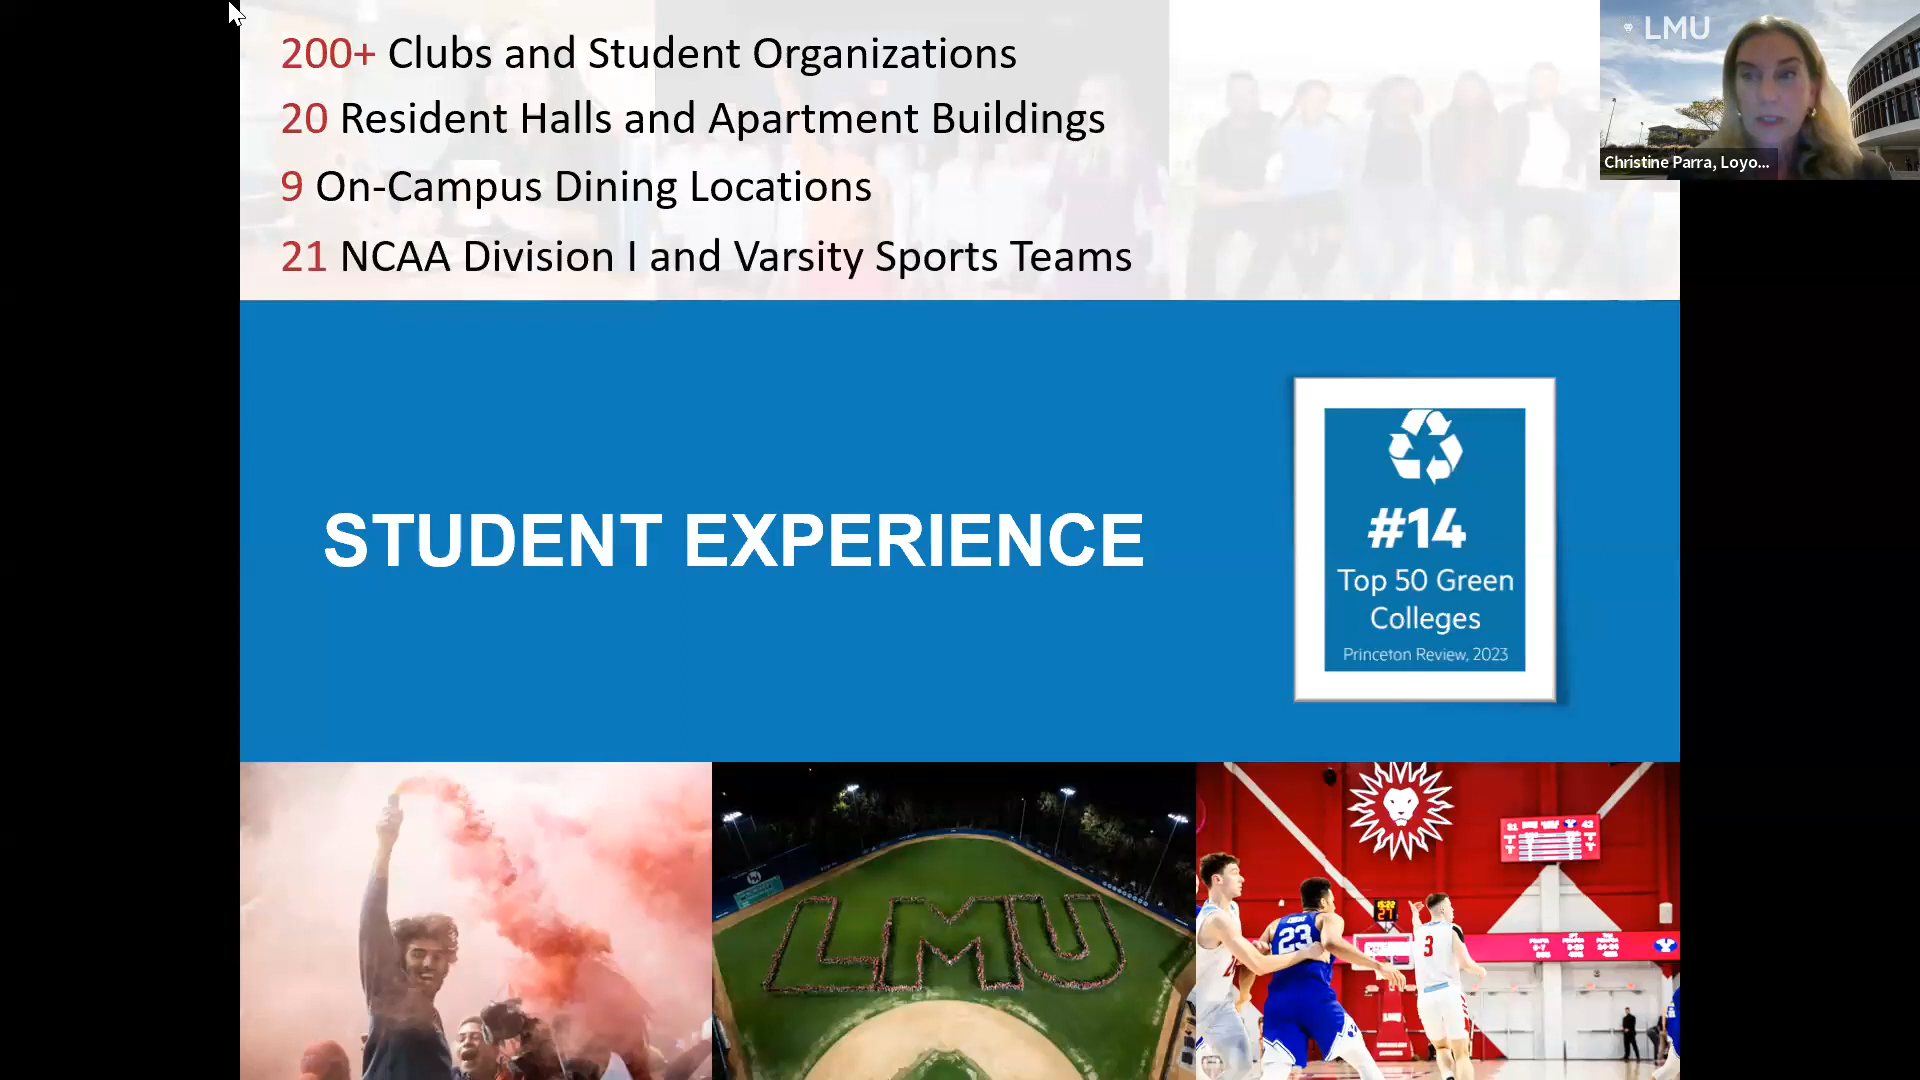 200+ Clubs and Student Organizations
20 Resident Halls and Apartment Buildings
9 On-Campus Dining Locations
21 NCAA Division I and Varsity Sports Teams
LMU
Christine Parra, Loyo...
STUDENT EXPERIENCE
#14
Top 50 Green
Colleges
Princeton Review, 2023
LMU
23
3